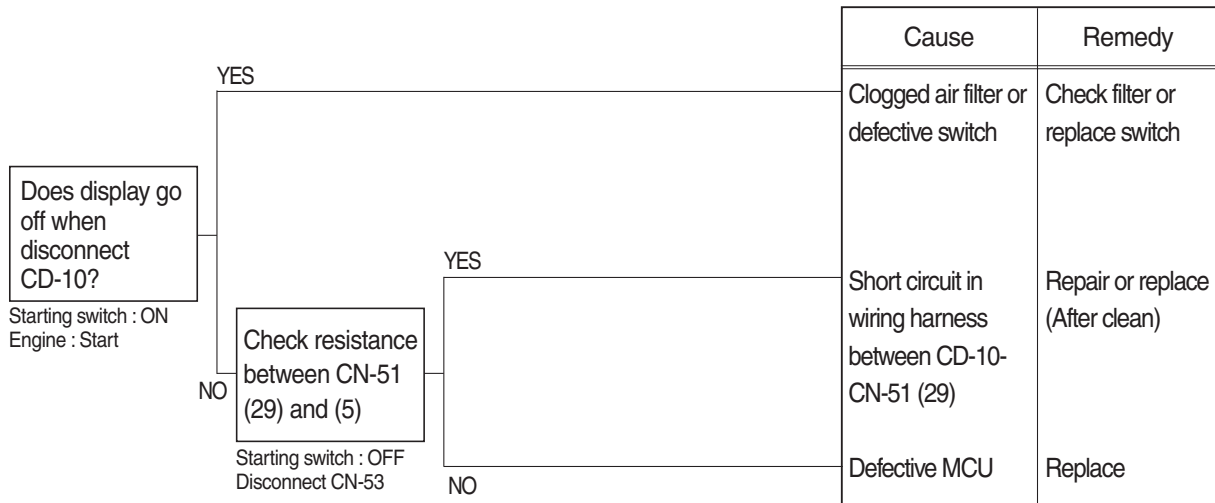 Cause
Remedy
YES
Clogged air filter or
defective switch
Check filter or
replace switch
Does display go
off when
disconnect
CD-10?
Starting switch : ON
Engine : Start
YES
Short circuit in
wiring harness
between CD-10-
CN-51 (29)
Repair or replace
(After clean)
NO
Check resistance
between CN-51
(29) and (5)
Starting switch : OFF
Disconnect CN-53
NO
Defective MCU
Replace